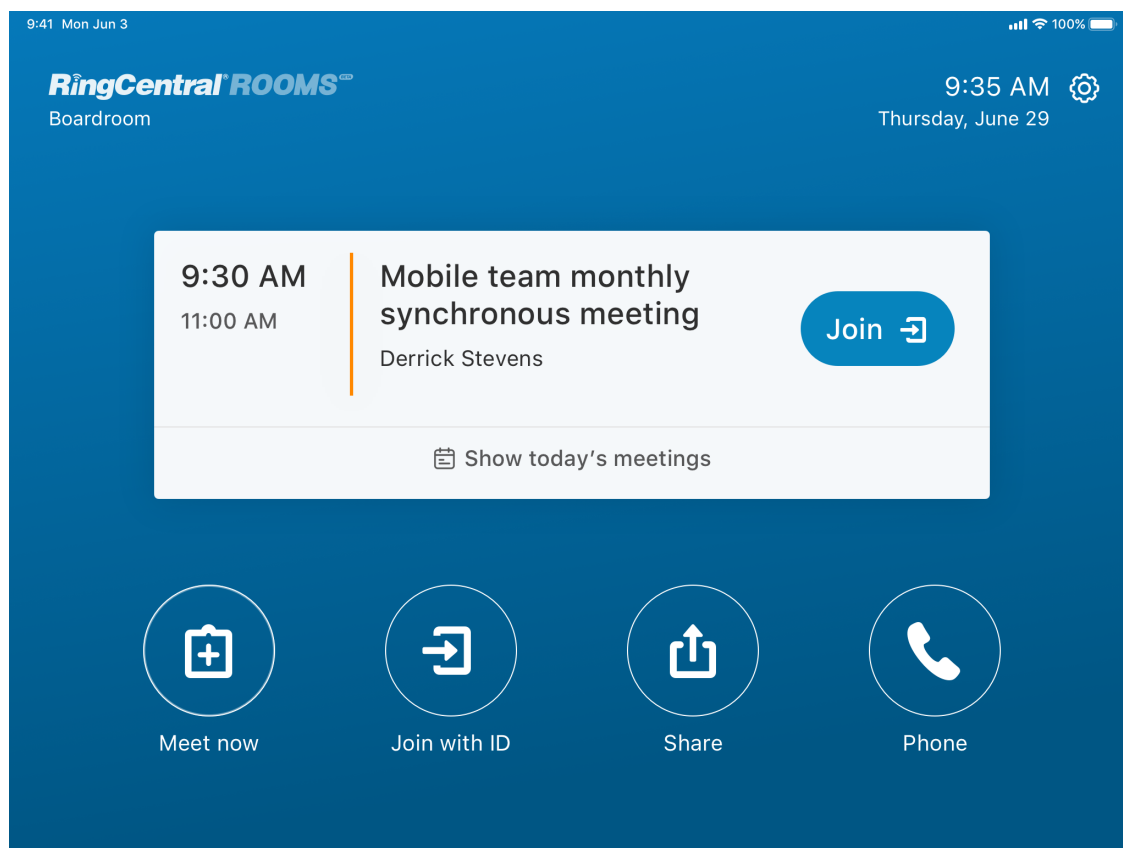 9:41 Mon Jun 3
100%
RingCentral® ROOMS
Boardroom
9:35 AM
Thursday, June 29
9:30 AM
11:00 AM
Mobile team monthly
synchronous meeting
Derrick Stevens
Join
Show today's meetings
Meet now
Join with ID
Share
Phone